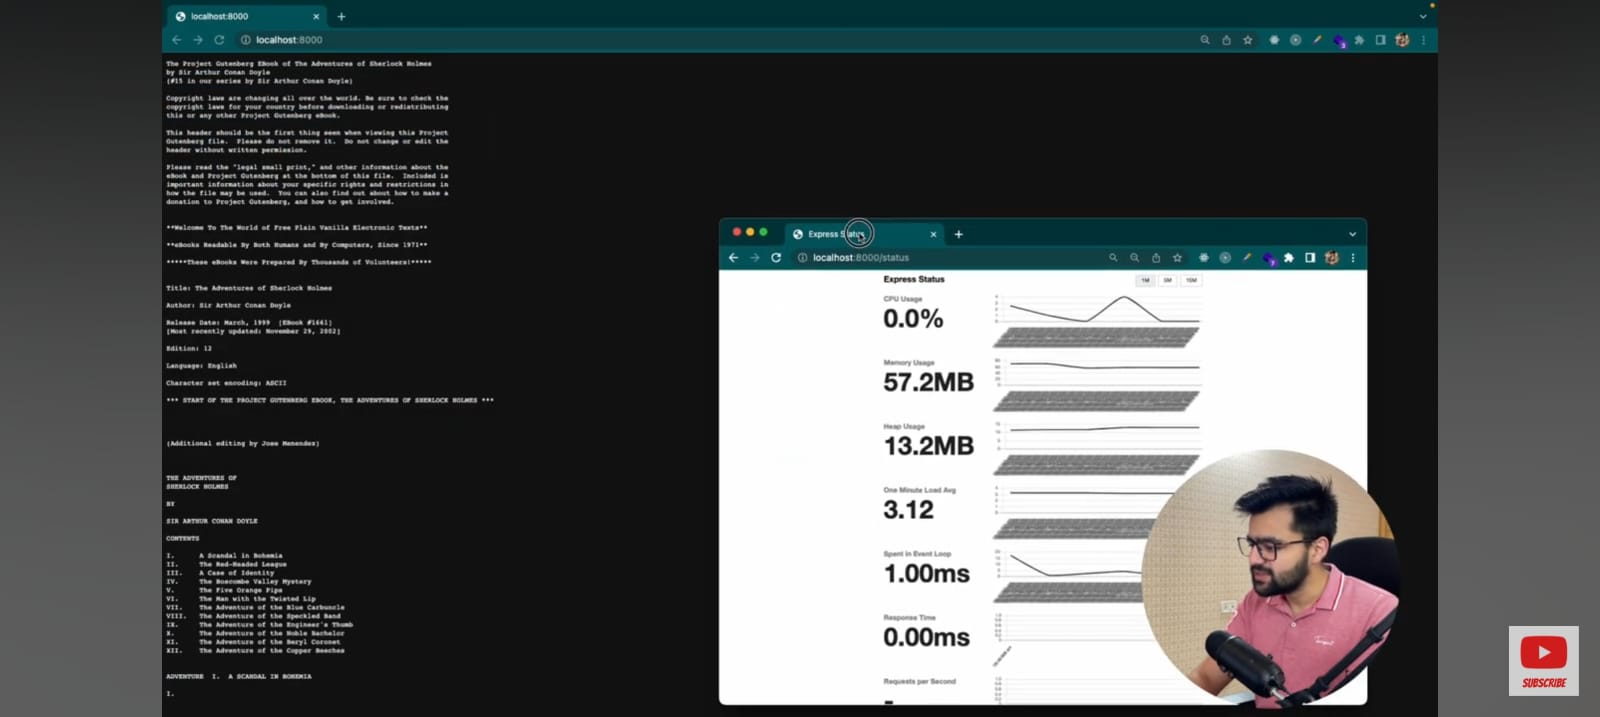 localhost:8000
localhost:8000
The Project Gutenberg EBook of The Adventures of Sherlock Holmes
by Sir Arthur Conan Doyle
(#15 in our series by Sir Arthur Conan Doyle)
Copyright laws are changing all over the world. Be sure to check the
copyright laws for your country before downloading or redistributing
this or any other Project Gutenberg eBook.
This header should be the first thing seen when viewing this Project
Gutenberg file.  Please do not remove it.  Do not change or edit the
header without written permission.
Please read the "legal small print," and other information about the
eBook and Project Gutenberg at the bottom of this file.  Included is
important information about your specific rights and restrictions in
how the file may be used.  You can also find out about how to make a
donation to Project Gutenberg, and how to get involved.
**Welcome To The World of Free Plain Vanilla Electronic Texts**
**eBooks Readable By Both Humans and By Computers, Since 1971**
*****These eBooks Were Prepared By Thousands of Volunteers!*****
Title: The Adventures of Sherlock Holmes
Author: Sir Arthur Conan Doyle
Release Date: March, 1999  [EBook #1661]
[Most recently updated: November 29, 2002]
Edition: 12
Language: English
Character set encoding: ASCII
*** START OF THE PROJECT GUTENBERG EBOOK, THE ADVENTURES OF SHERLOCK HOLMES ***
(Additional editing by Jose Menendez)
THE ADVENTURES OF
SHERLOCK HOLMES
BY
SIR ARTHUR CONAN DOYLE
CONTENTS
I. A Scandal in Bohemia
II. The Red-Headed League
III. A Case of Identity
IV. The Boscombe Valley Mystery
V. The Five Orange Pips
VI. The Man with the Twisted Lip
VII. The Adventure of the Blue Carbuncle
VIII. The Adventure of the Speckled Band
IX. The Adventure of the Engineer's Thumb
X. The Adventure of the Noble Bachelor
XI. The Adventure of the Beryl Coronet
XII. The Adventure of the Copper Beeches
ADVENTURE  I.  A SCANDAL IN BOHEMIA
I.
Express Status
localhost:8000/status
Express Status
1M 5M 15M
CPU Usage
0.0%
Memory Usage
57.2MB
Heap Usage
13.2MB
One Minute Load Avg
3.12
Spent in Event Loop
1.00ms
Response Time
0.00ms
Requests per Second
SUBSCRIBE